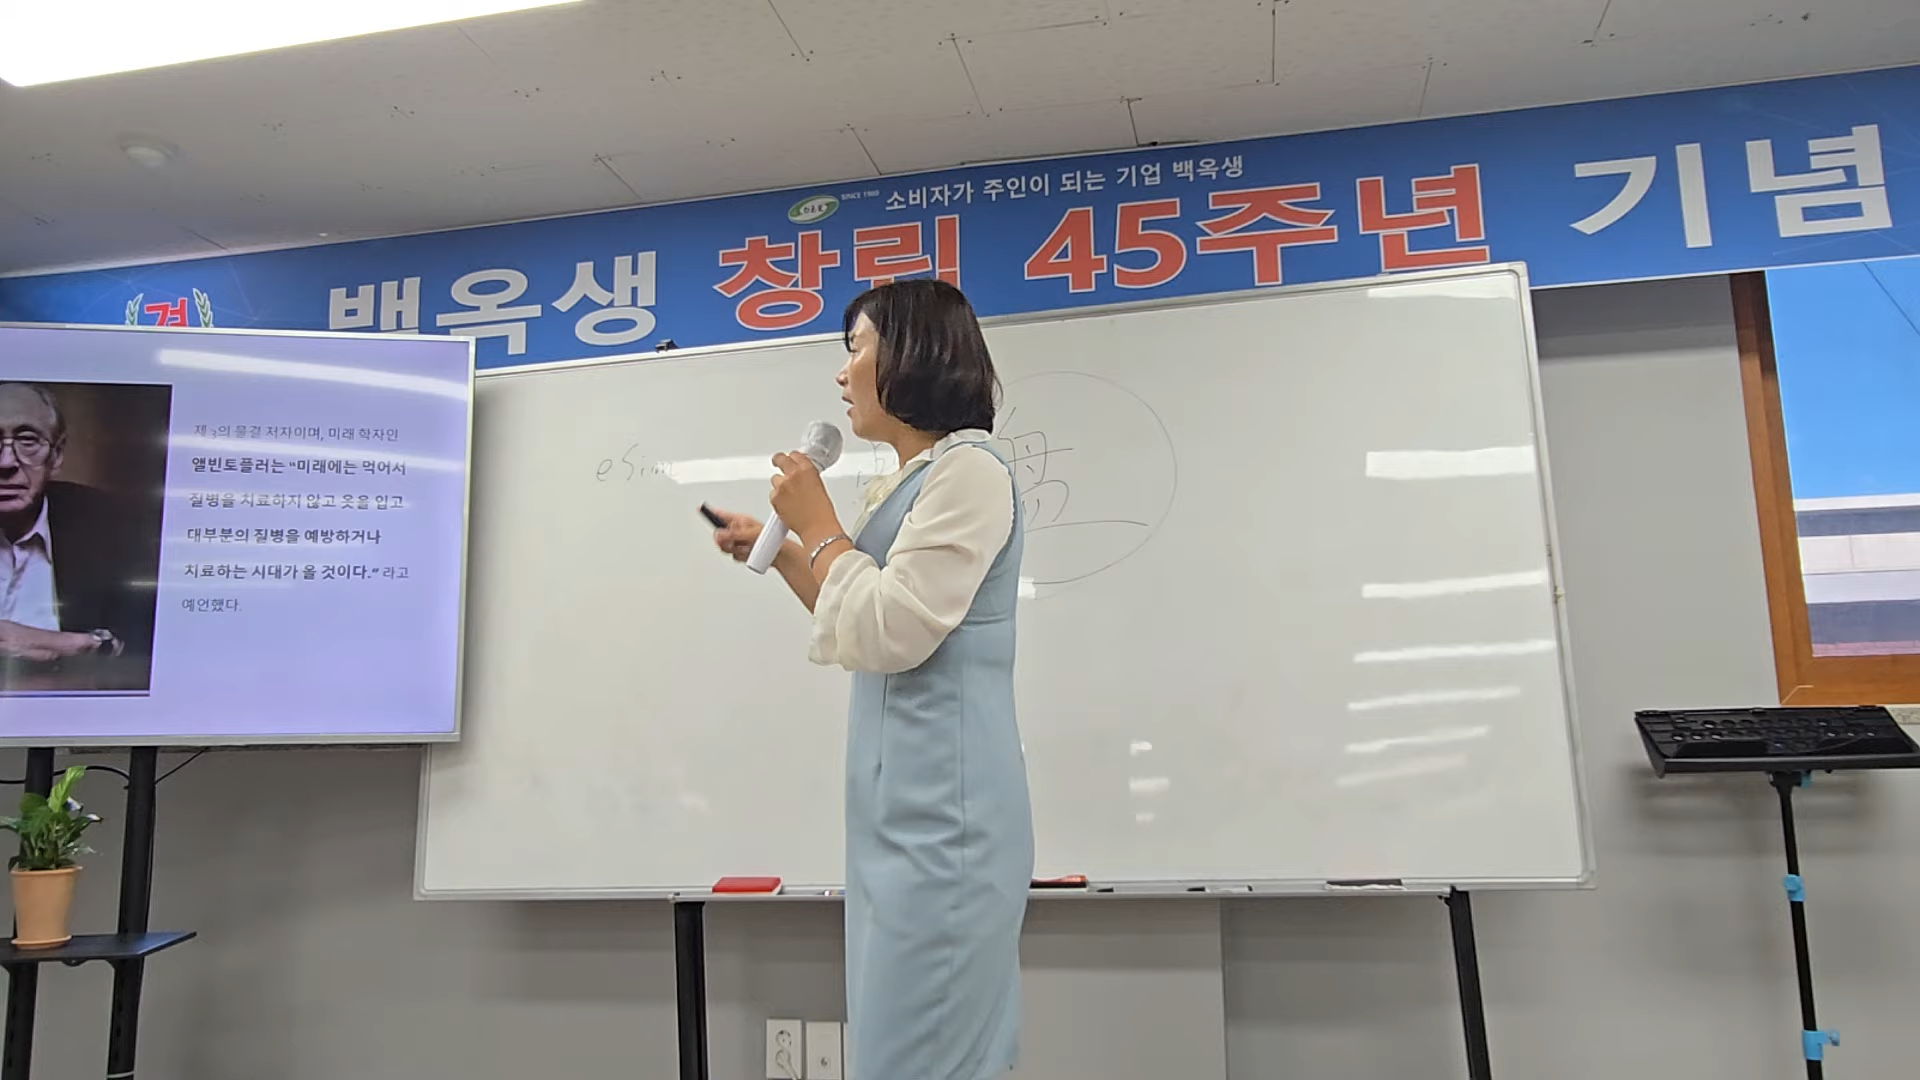 SINCE 1980 소비자가 주인이 되는 기업 백옥생
경
백옥생 창립 45주년 기념
제 3의 물결 저자이며, 미래 학자인
앨빈토플러는 "미래에는 먹어서
질병을 치료하지 않고 옷을 입고
대부분의 질병을 예방하거나
치료하는 시대가 올 것이다." 라고
예언했다.